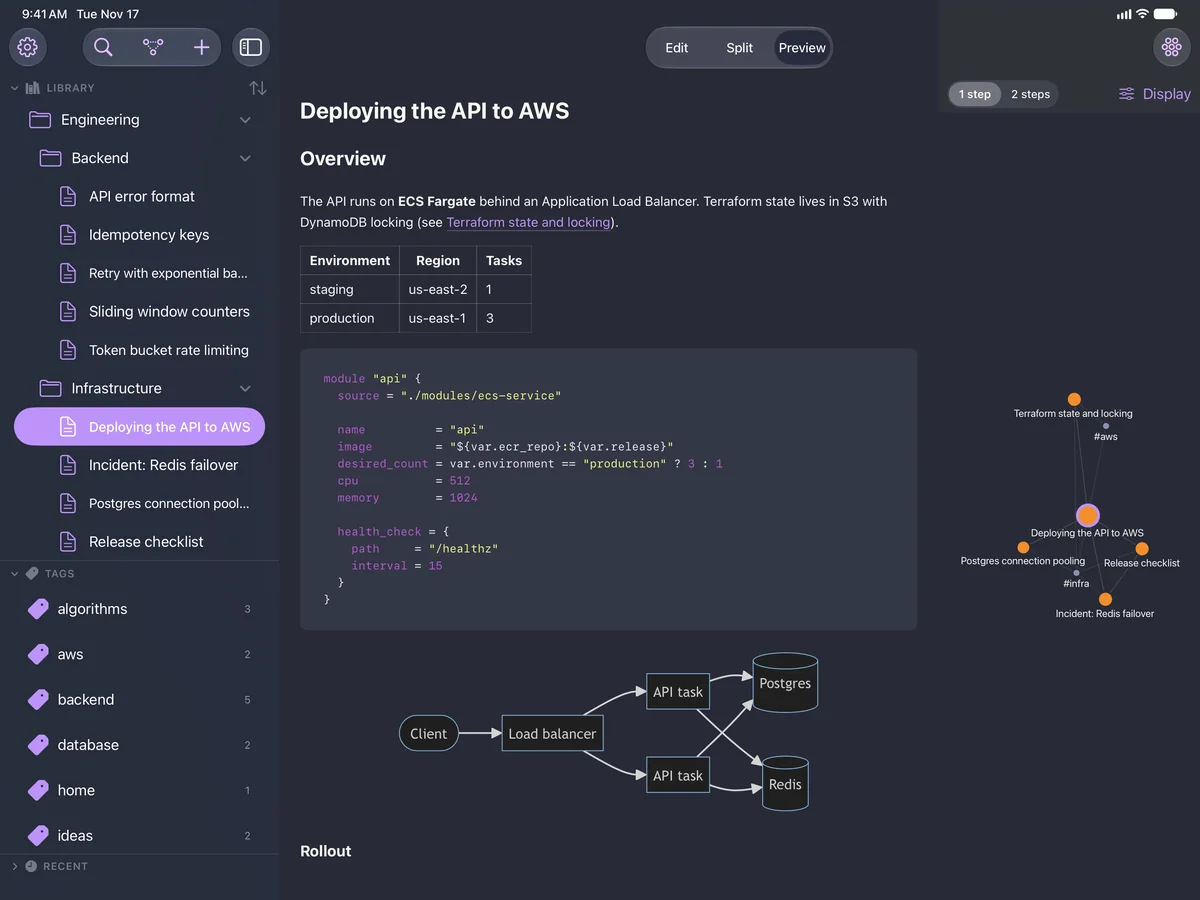 9:41 AM Tue Nov 17
LIBRARY
Engineering
Backend
API error format
Idempotency keys
Retry with exponential ba...
Sliding window counters
Token bucket rate limiting
Infrastructure
Deploying the API to AWS
Incident: Redis failover
Postgres connection pool...
Release checklist
TAGS
algorithms 3
aws 2
backend 5
database 2
home 1
ideas 2
RECENT
Edit Split Preview
Deploying the API to AWS
Overview
The API runs on ECS Fargate behind an Application Load Balancer. Terraform state lives in S3 with
DynamoDB locking (see Terraform state and locking).
Environment Region Tasks
staging us-east-2 1
production us-east-1 3
module "api" {
  source = "./modules/ecs-service"
  name          = "api"
  image         = "${var.ecr_repo}:${var.release}"
  desired_count = var.environment == "production" ? 3 : 1
  cpu           = 512
  memory        = 1024
  health_check = {
    path     = "/healthz"
    interval = 15
  }
}
Client
Load balancer
API task
API task
Postgres
Redis
Rollout
1 step 2 steps
Display
Terraform state and locking
#aws
Deploying the API to AWS
Postgres connection pooling
Release checklist
#infra
Incident: Redis failover